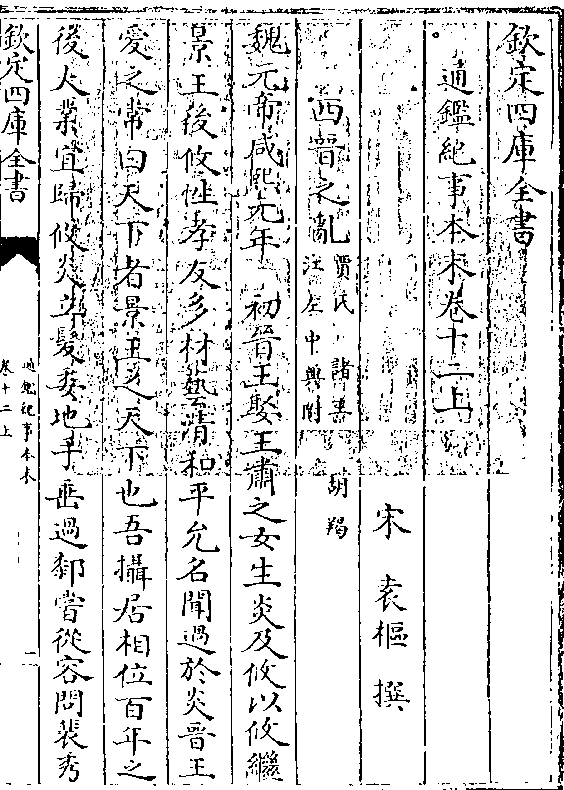 欽定四庫全書
通鑑紀事本末卷十二上
宋 袁樞 撰
西晉之亂 賈氏 諸王 胡羯
江左中興附
魏元帝咸熙元年 初晉王娶王肅之女生炎及攸以攸繼
景王後攸性孝友多材藝清和平允名聞過於炎晉王
愛之常曰天下者景王之天下也吾攝居相位百年之
後大業宜歸攸炎立髮委地手垂過膝嘗從容問裴秀
欽定四庫全書
通鑑紀事本末
卷十二上
一